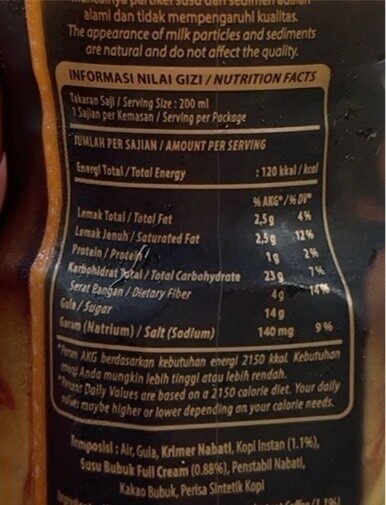 partikel susu dan sedimen adalah
alami dan tidak mempengaruhi kualitas.
The appearance of milk particles and sediments
are natural and do not affect the quality.
INFORMASI NILAI GIZI / NUTRITION FACTS
Takaran Saji / Serving Size : 200 ml
1 Sajian per Kemasan / Serving per Package
JUMLAH PER SAJIAN / AMOUNT PER SERVING
Energi Total / Total Energy : 120 kkal / kcal
% AKG* / % DV*
Lemak Total / Total Fat 2,5g 4%
Lemak Jenuh / Saturated Fat 2,5g 12%
Protein / Protein 1g 2%
Karbohidrat Total / Total Carbohydrate 23g 7%
Serat Pangan / Dietary Fiber 4g 14%
Gula / Sugar 14g
Garam (Natrium) / Salt (Sodium) 140 mg 9%
*Persen AKG berdasarkan kebutuhan energi 2150 kkal. Kebutuhan
energi Anda mungkin lebih tinggi atau lebih rendah.
*Percent Daily Values are based on a 2150 calorie diet. Your daily
values maybe higher or lower depending on your calorie needs.
Komposisi : Air, Gula, Krimer Nabati, Kopi Instan (1.1%),
Susu Bubuk Full Cream (0.88%), Penstabil Nabati,
Kakao Bubuk, Perisa Sintetik Kopi